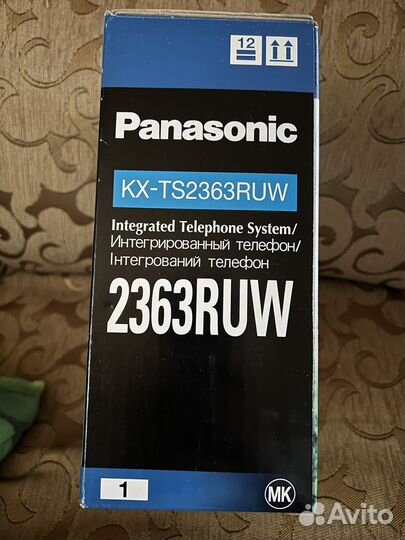 12
Panasonic
KX-TS2363RUW
Integrated Telephone System/
Интегрированный телефон/
Інтегрований телефон
2363RUW
1
MK
Avito